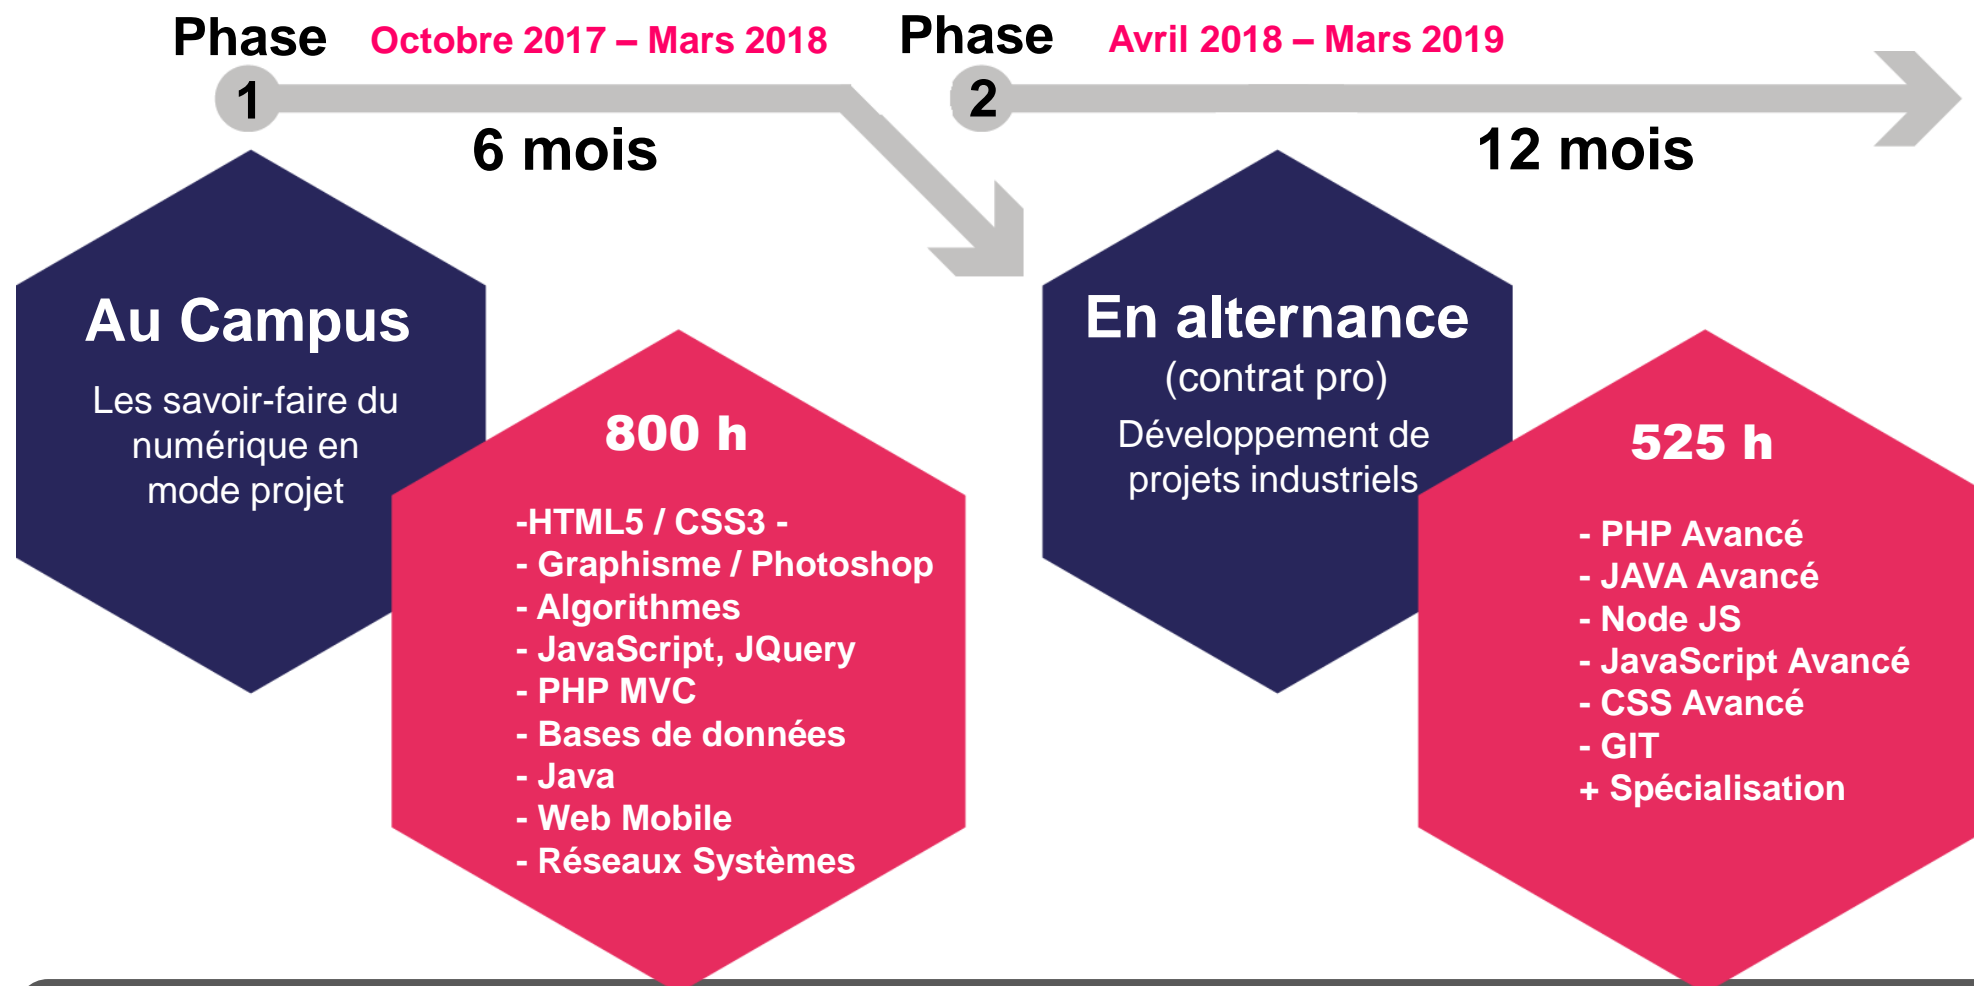 Phase
1
Octobre 2017 – Mars 2018
6 mois
Au Campus
Les savoir-faire du
numérique en
mode projet
800 h
-HTML5 / CSS3 -
- Graphisme / Photoshop
- Algorithmes
- JavaScript, JQuery
- PHP MVC
- Bases de données
- Java
- Web Mobile
- Réseaux Systèmes
Phase
2
Avril 2018 – Mars 2019
12 mois
En alternance
(contrat pro)
Développement de
projets industriels
525 h
- PHP Avancé
- JAVA Avancé
- Node JS
- JavaScript Avancé
- CSS Avancé
- GIT
+ Spécialisation